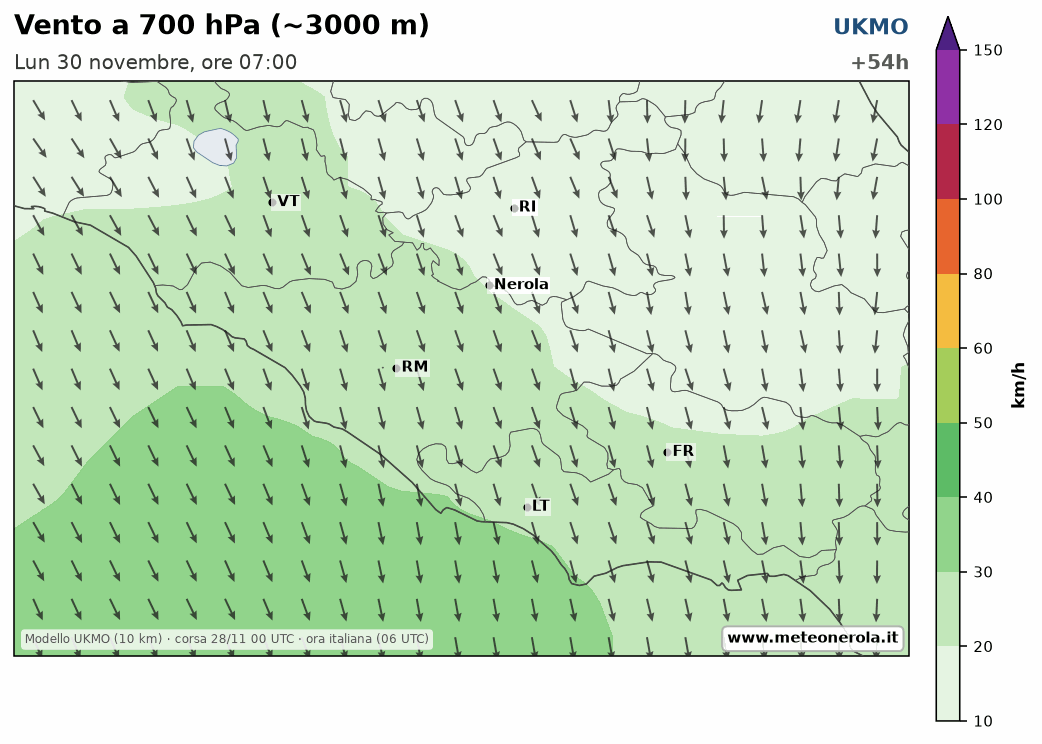 Vento a 700 hPa (~3000 m)
UKMO
Lun 30 novembre, ore 07:00
+54h
VT
RI
Nerola
RM
FR
LT
Modello UKMO (10 km) · corsa 28/11 00 UTC · ora italiana (06 UTC)
www.meteonerola.it
150
120
100
80
60
50
40
30
20
10
km/h